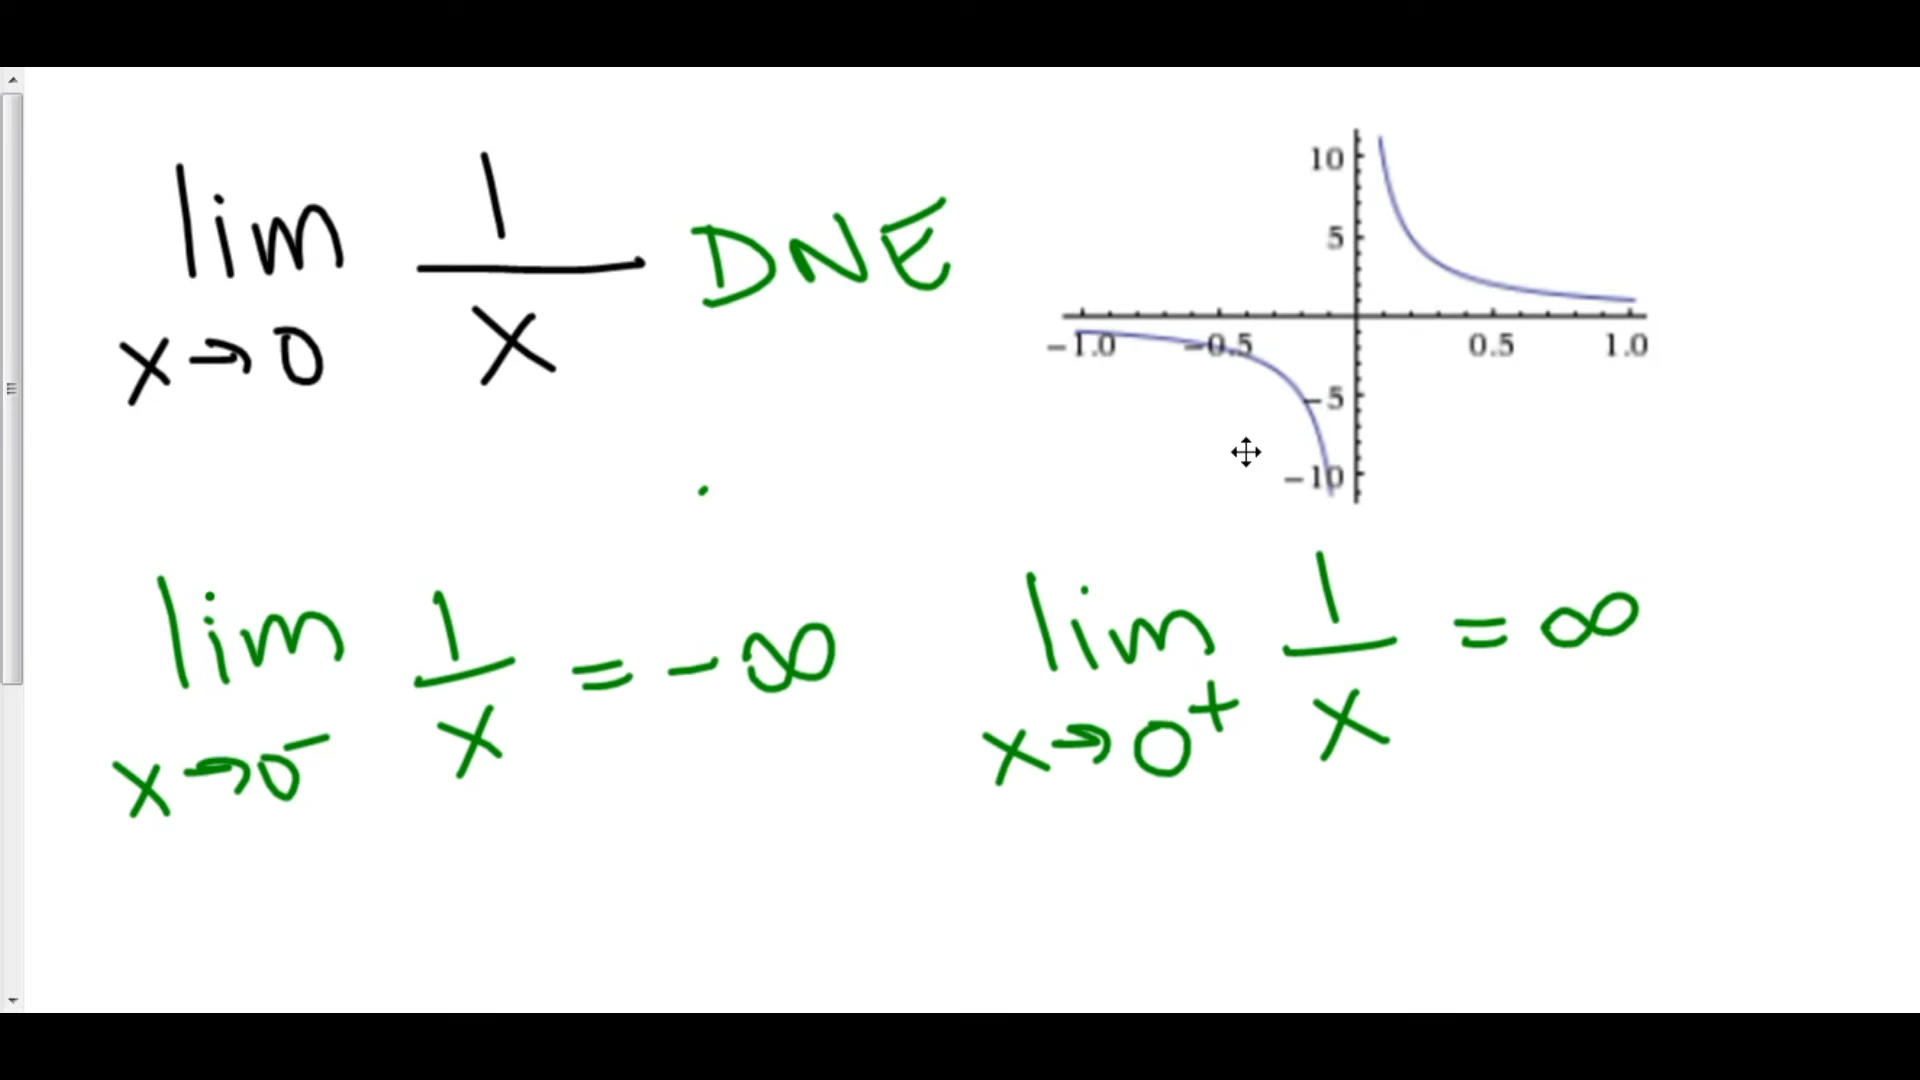 lim 1/x DNE
x→0
10
5
−1.0 −0.5 0.5 1.0
−5
−10
lim 1/x = -∞
x→0⁻
lim 1/x = ∞
x→0⁺